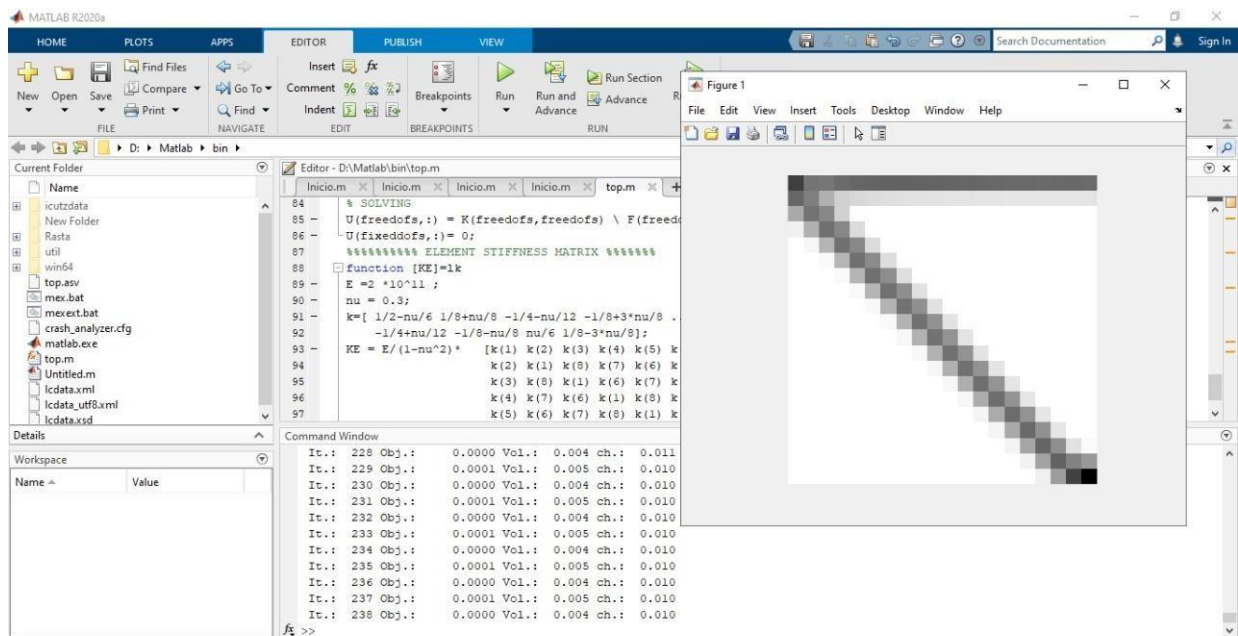 MATLAB R2020a
HOME PLOTS APPS EDITOR PUBLISH VIEW Search Documentation Sign In
New Open Save Find Files Compare Print Go To Find Insert fx Comment % Indent Breakpoints Run Run and Advance Run Section Advance
FILE NAVIGATE EDIT BREAKPOINTS RUN
D: Matlab bin
Current Folder
Name
icutzdata
New Folder
Rasta
util
win64
top.asv
mex.bat
mexext.bat
crash_analyzer.cfg
matlab.exe
top.m
Untitled.m
lcdata.xml
lcdata_utf8.xml
lcdata.xsd
Details
Workspace
Name Value
Editor - D:\Matlab\bin\top.m
Inicio.m Inicio.m Inicio.m Inicio.m top.m +
84 % SOLVING
85 – U(freedofs,:) = K(freedofs,freedofs) \ F(freedo
86 – U(fixeddofs,:)= 0;
87 %%%%%%%%%% ELEMENT STIFFNESS MATRIX %%%%%%%
88 function [KE]=lk
89 – E =2 *10^11 ;
90 – nu = 0.3;
91 – k=[ 1/2-nu/6 1/8+nu/8 -1/4-nu/12 -1/8+3*nu/8 ..
92 -1/4+nu/12 -1/8-nu/8 nu/6 1/8-3*nu/8];
93 – KE = E/(1-nu^2)* [k(1) k(2) k(3) k(4) k(5) k
94 k(2) k(1) k(8) k(7) k(6) k
95 k(3) k(8) k(1) k(6) k(7) k
96 k(4) k(7) k(6) k(1) k(8) k
97 k(5) k(6) k(7) k(8) k(1) k
Command Window
It.: 228 Obj.: 0.0000 Vol.: 0.004 ch.: 0.011
It.: 229 Obj.: 0.0001 Vol.: 0.005 ch.: 0.010
It.: 230 Obj.: 0.0000 Vol.: 0.004 ch.: 0.010
It.: 231 Obj.: 0.0001 Vol.: 0.005 ch.: 0.010
It.: 232 Obj.: 0.0000 Vol.: 0.004 ch.: 0.010
It.: 233 Obj.: 0.0001 Vol.: 0.005 ch.: 0.010
It.: 234 Obj.: 0.0000 Vol.: 0.004 ch.: 0.010
It.: 235 Obj.: 0.0001 Vol.: 0.005 ch.: 0.010
It.: 236 Obj.: 0.0000 Vol.: 0.004 ch.: 0.010
It.: 237 Obj.: 0.0001 Vol.: 0.005 ch.: 0.010
It.: 238 Obj.: 0.0000 Vol.: 0.004 ch.: 0.010
fx >>
Figure 1
File Edit View Insert Tools Desktop Window Help